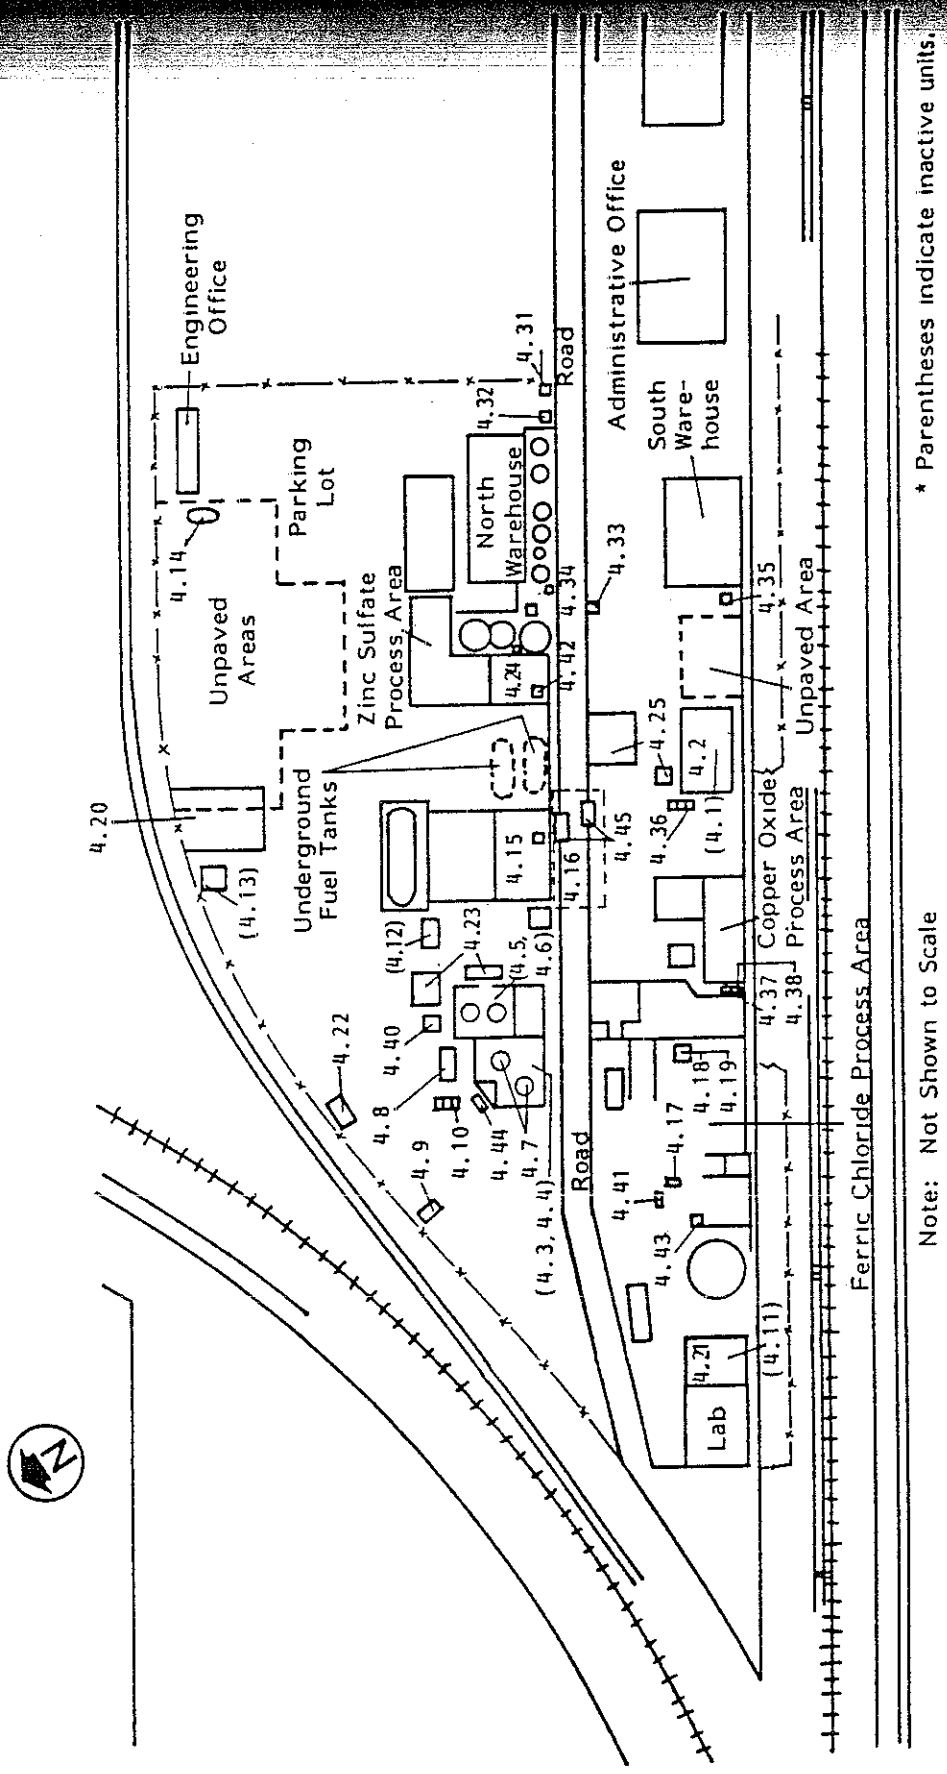 N
4.20
4.14
Engineering
Office
(4.13)
Unpaved
Areas
Parking
Lot
4.22
Underground
Fuel Tanks
Zinc Sulfate
Process Area
(4.12)
4.40
4.8
4.23
4.9
4.10
4.44
4.7
(4.5,
4.6)
(4.3, 4.4)
4.15
4.16
4.24
4.42
4.34
North
Warehouse
4.32
4.31
Road
Road
4.33
4.45
4.25
4.36
4.2
(4.1)
4.41
4.17
4.43
4.18
4.19
4.37
4.38
Copper Oxide
Process Area
4.35
Unpaved Area
South
Ware-
house
Administrative Office
Lab
4.21
(4.11)
Ferric Chloride Process Area
Note: Not Shown to Scale
* Parentheses indicate inactive units.